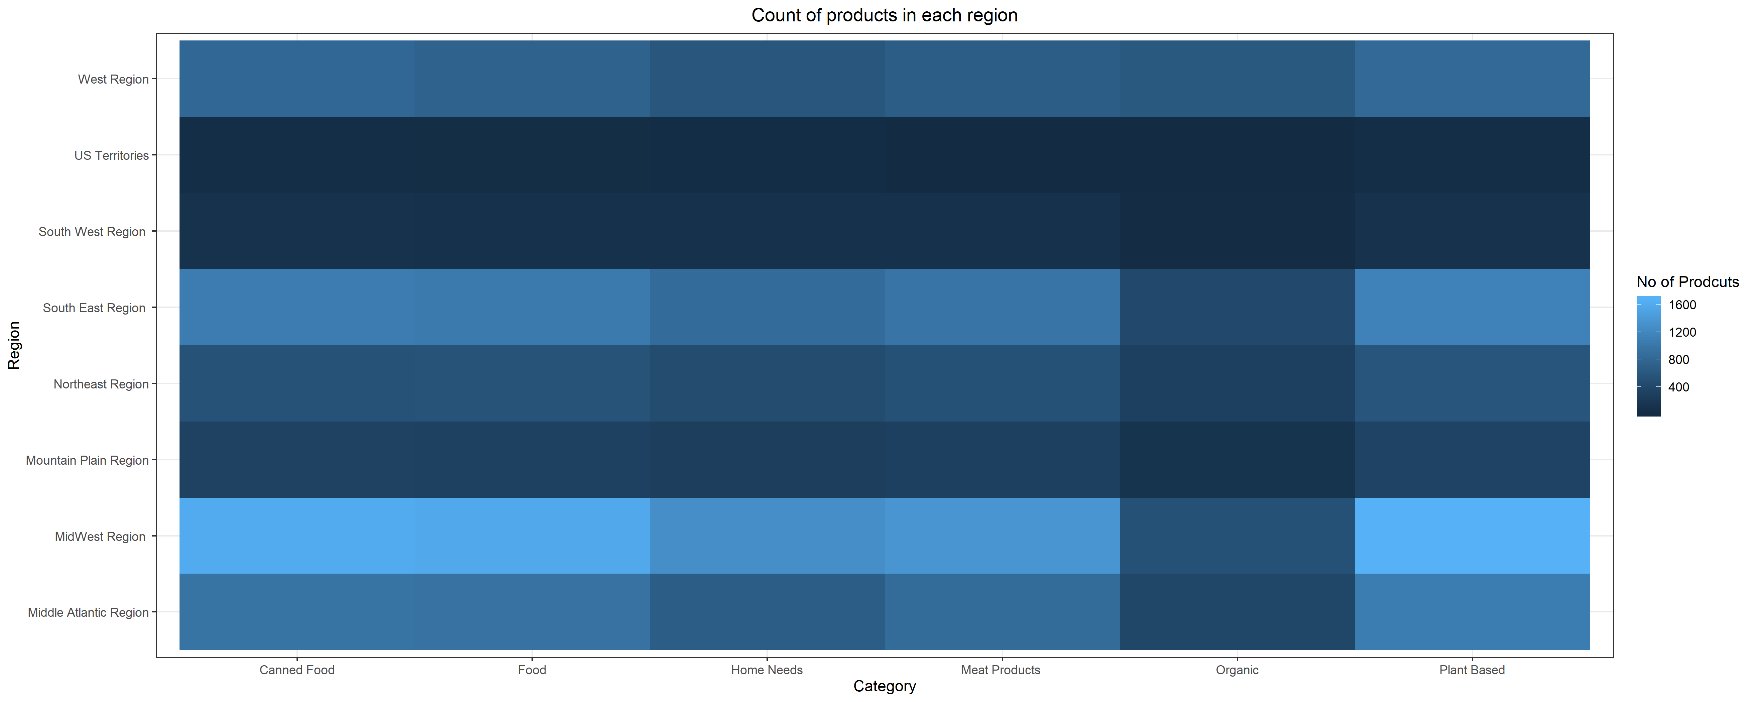 Count of products in each region
Region
West Region
US Territories
South West Region
South East Region
Northeast Region
Mountain Plain Region
MidWest Region
Middle Atlantic Region
Canned Food
Food
Home Needs
Meat Products
Organic
Plant Based
Category
No of Prodcuts
1600
1200
800
400